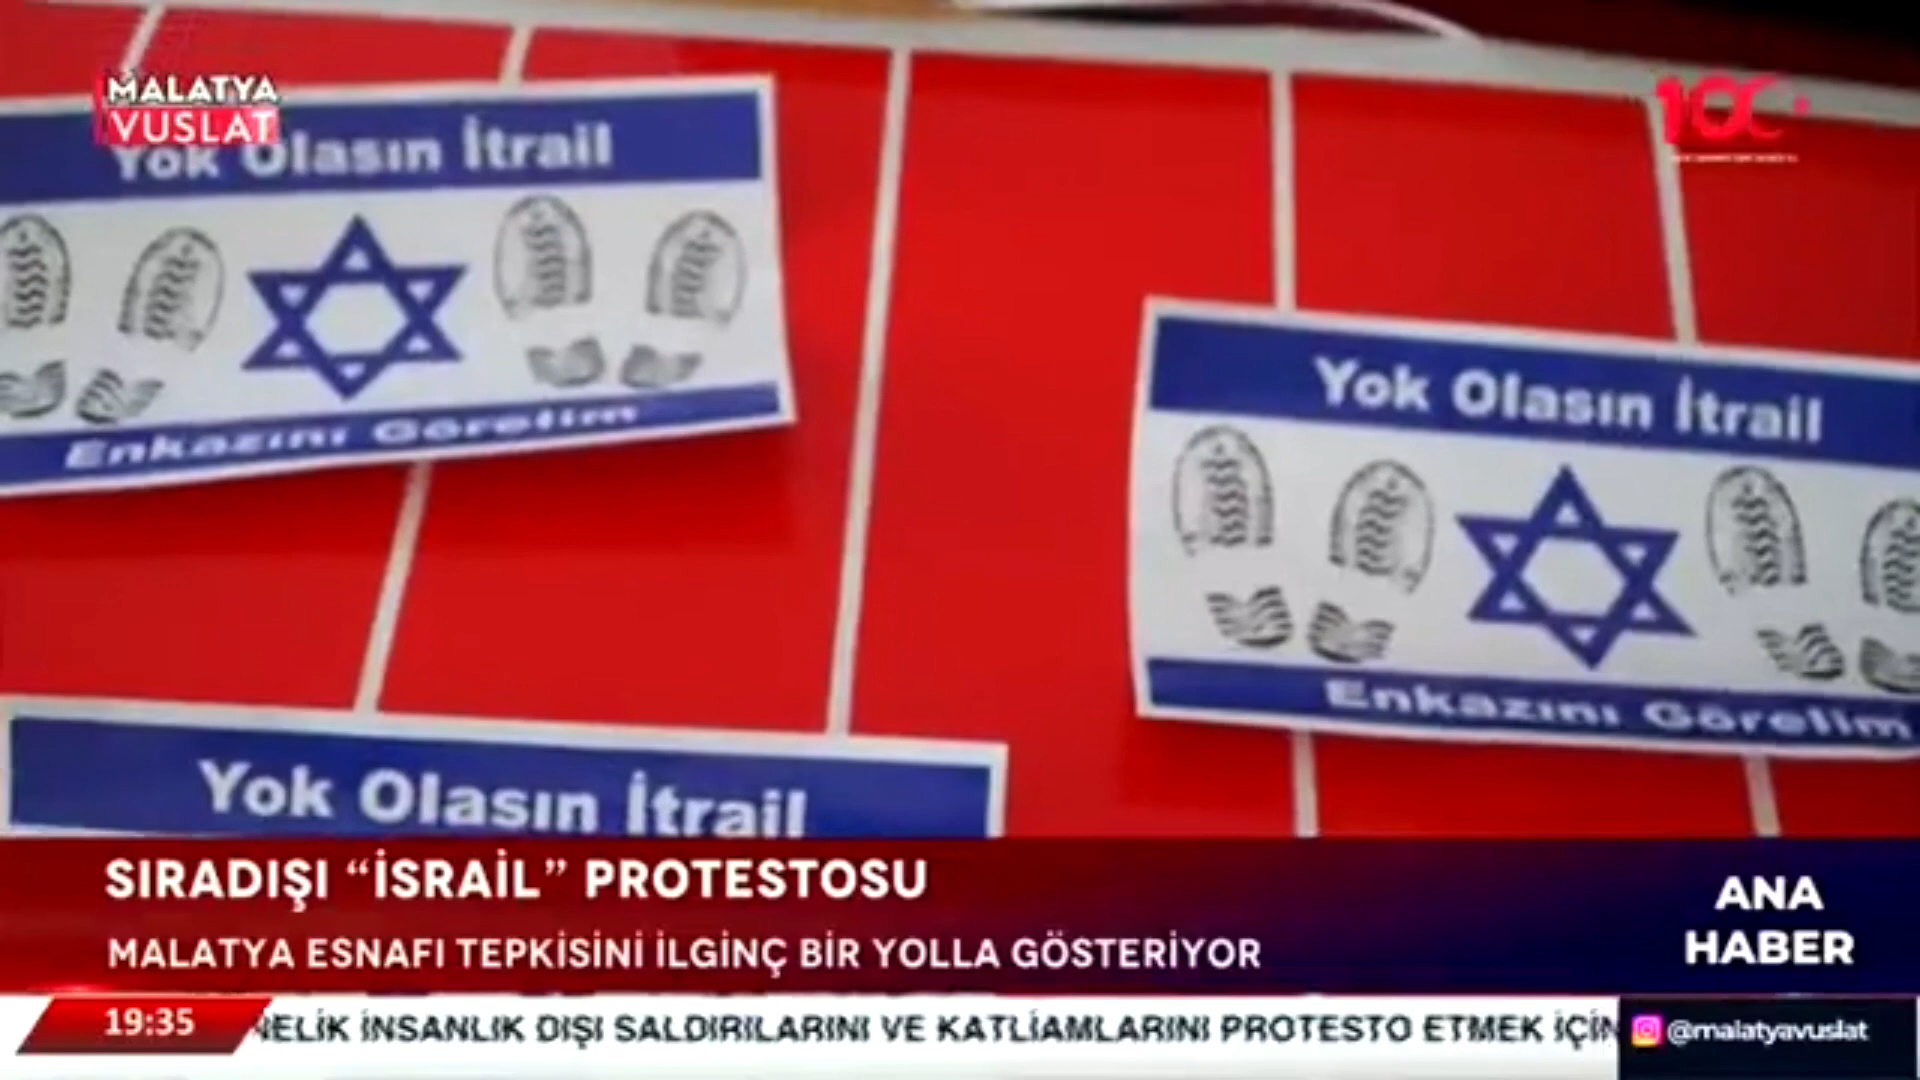 MALATYA
VUSLAT
100
Yok Olasın İtrail
Enkazını Görelim
Yok Olasın İtrail
Enkazını Görelim
Yok Olasın İtrail
SIRADIŞI “İSRAİL” PROTESTOSU
MALATYA ESNAFI TEPKİSİNİ İLGİNÇ BİR YOLLA GÖSTERİYOR
ANA
HABER
19:35
NELİK İNSANLIK DIŞI SALDIRILARINI VE KATLİAMLARINI PROTESTO ETMEK İÇİN
@malatyavuslat